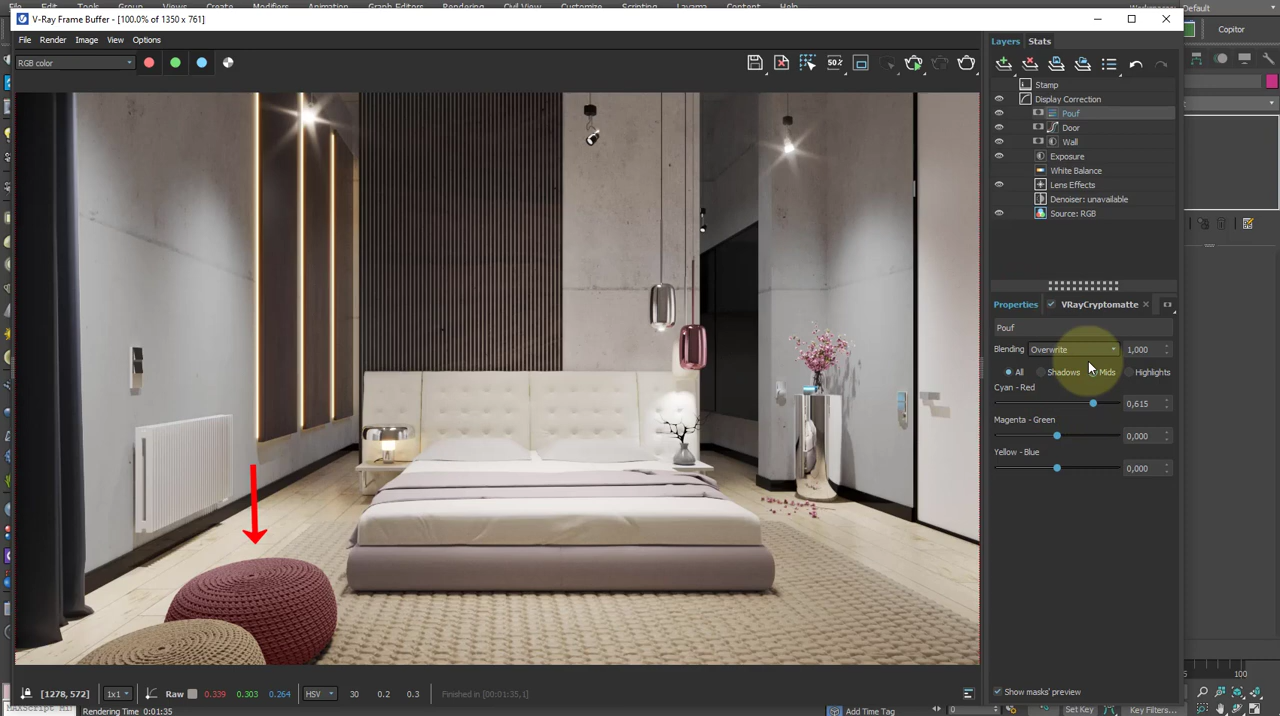 V-Ray Frame Buffer - [100.0% of 1350 x 761]
Default
File Render Image View Options
Copitor
RGB color
50%
Layers Stats
Stamp
Display Correction
Pouf
Door
Wall
Exposure
White Balance
Lens Effects
Denoiser: unavailable
Source: RGB
Properties VRayCryptomatte
Pouf
Blending Overwrite 1,000
All Shadows Mids Highlights
Cyan - Red
0,615
Magenta - Green
0,000
Yellow - Blue
0,000
Show masks' preview
[1278, 572] 1x1 Raw 0.339 0.303 0.264 HSV 30 0.2 0.3 Finished in [00:01:35,1]
100
Rendering Time 0:01:35
Add Time Tag
0
Set Key
Key Filters...